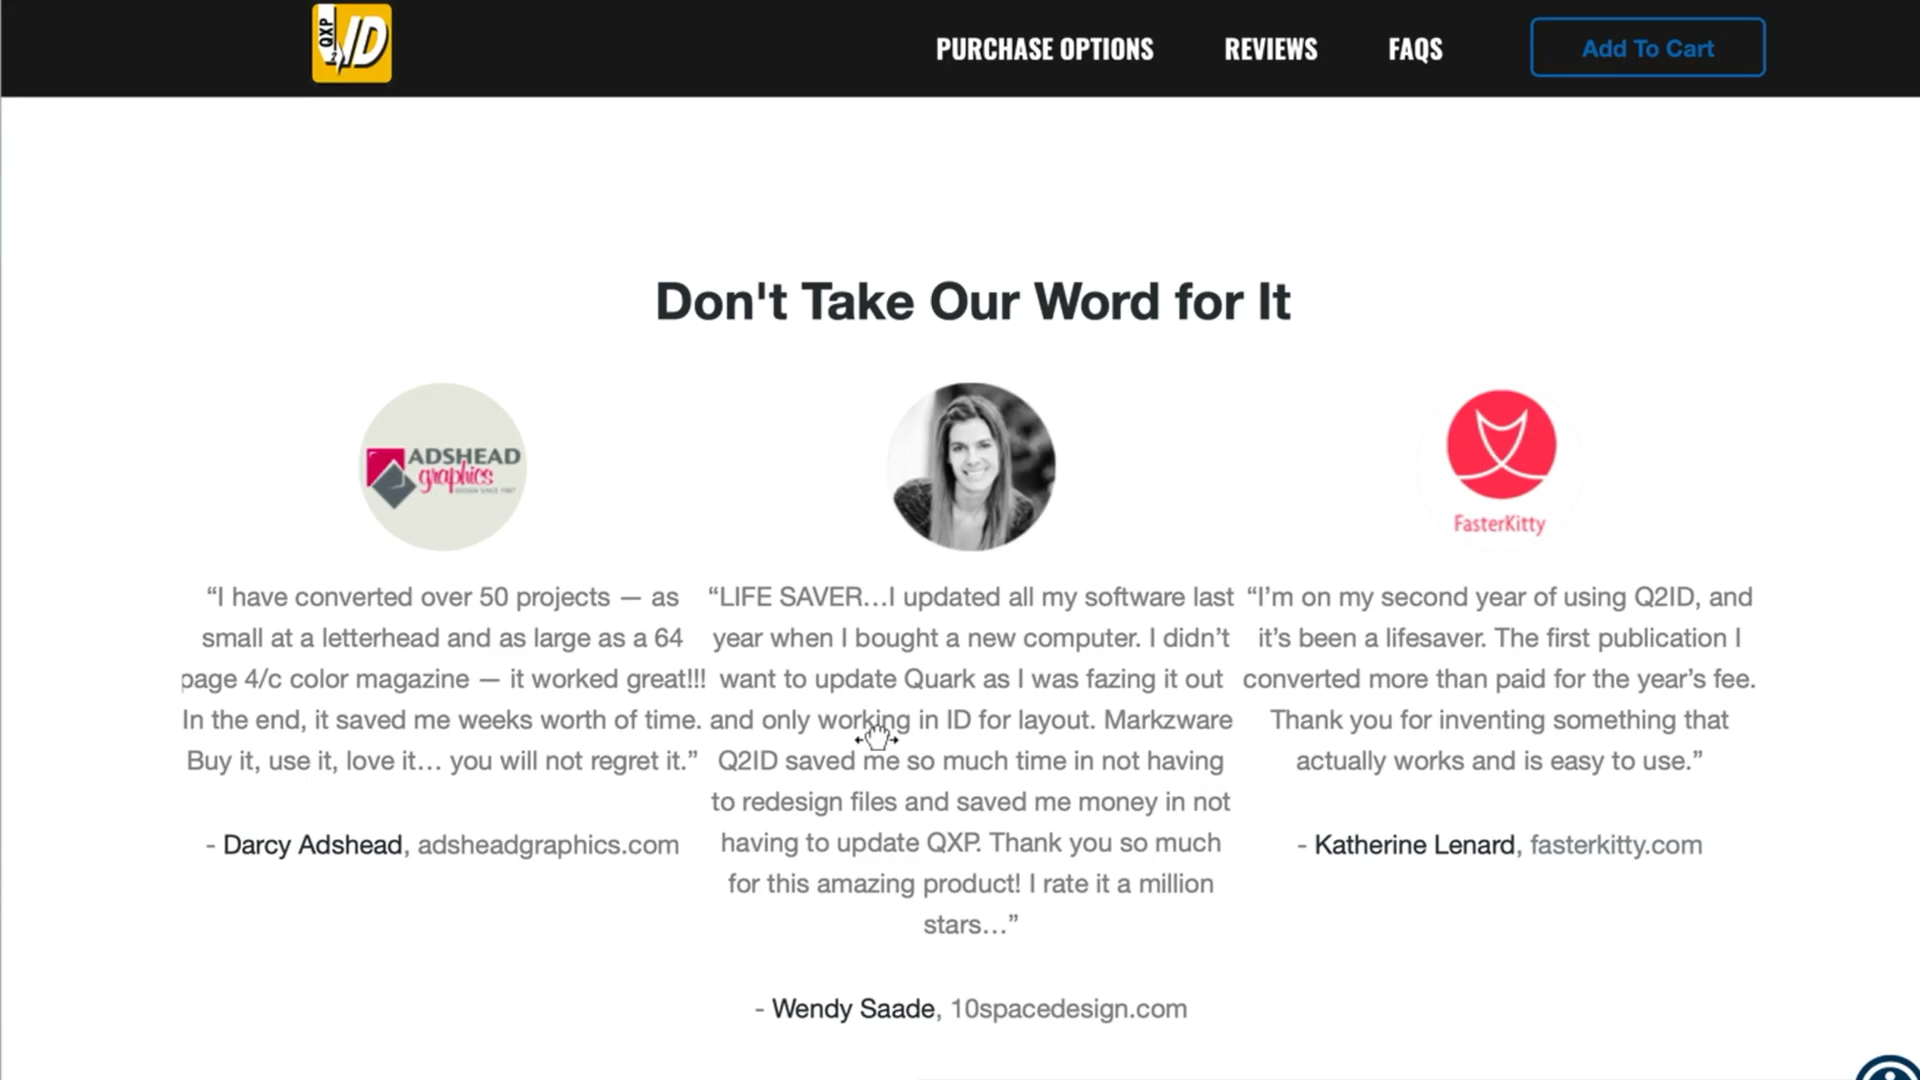 QXP 2 ID
PURCHASE OPTIONS
REVIEWS
FAQS
Add To Cart
Don't Take Our Word for It
ADSHEAD
graphics
DESIGN SINCE 1987
FasterKitty
“I have converted over 50 projects — as
small at a letterhead and as large as a 64
page 4/c color magazine — it worked great!!!
In the end, it saved me weeks worth of time.
Buy it, use it, love it… you will not regret it.”
- Darcy Adshead, adsheadgraphics.com
“LIFE SAVER…I updated all my software last
year when I bought a new computer. I didn’t
want to update Quark as I was fazing it out
and only working in ID for layout. Markzware
Q2ID saved me so much time in not having
to redesign files and saved me money in not
having to update QXP. Thank you so much
for this amazing product! I rate it a million
stars…”
- Wendy Saade, 10spacedesign.com
“I’m on my second year of using Q2ID, and
it’s been a lifesaver. The first publication I
converted more than paid for the year’s fee.
Thank you for inventing something that
actually works and is easy to use.”
- Katherine Lenard, fasterkitty.com